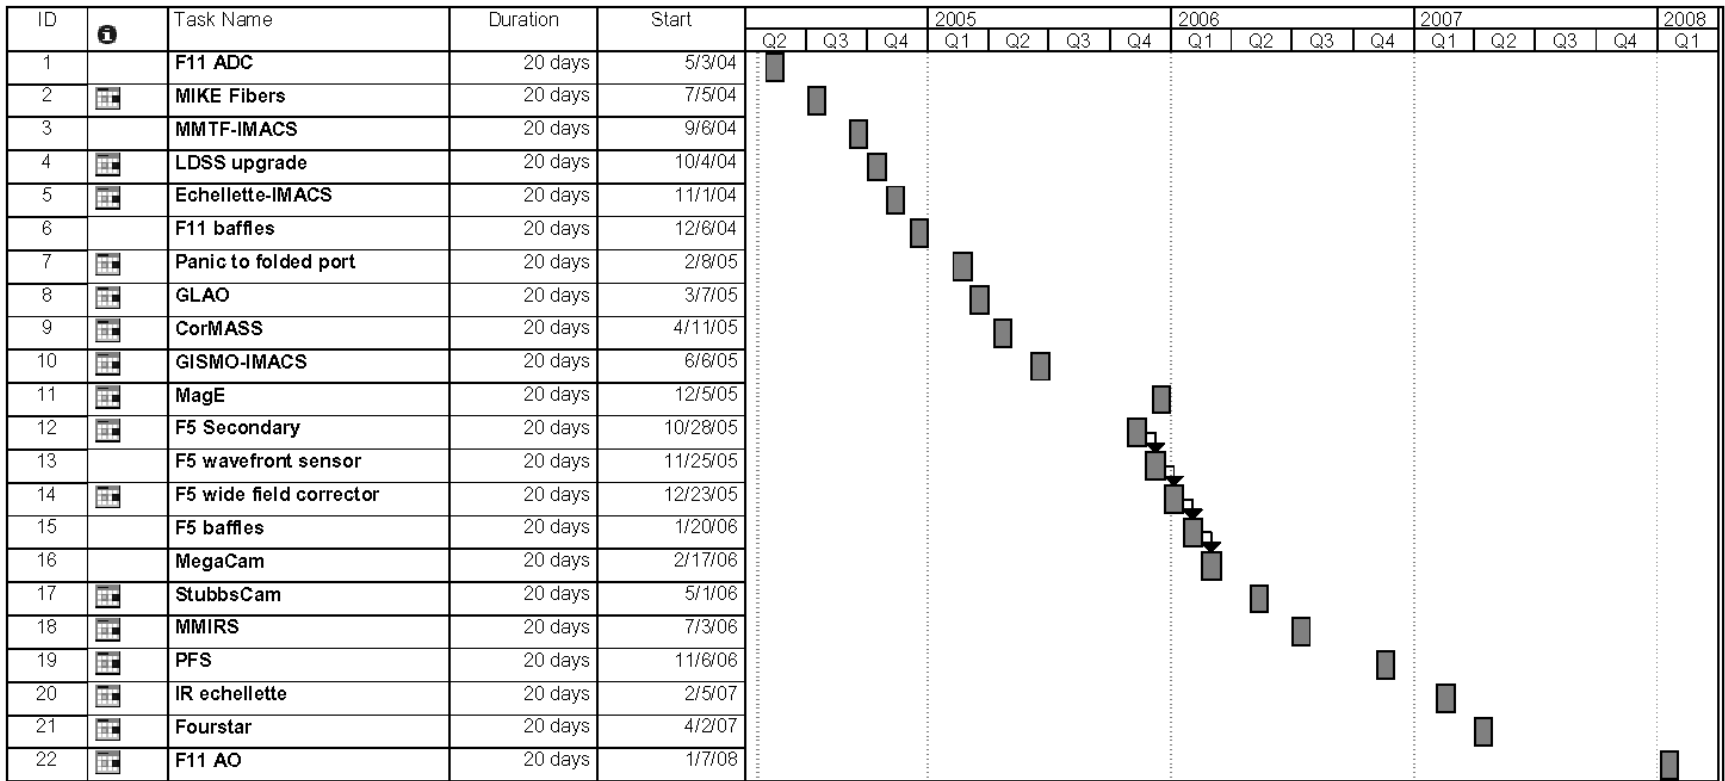 ID Task Name Duration Start 2005 2006 2007 2008
Q2 Q3 Q4 Q1 Q2 Q3 Q4 Q1 Q2 Q3 Q4 Q1 Q2 Q3 Q4 Q1
1 F11 ADC 20 days 5/3/04
2 MIKE Fibers 20 days 7/5/04
3 MMTF-IMACS 20 days 9/6/04
4 LDSS upgrade 20 days 10/4/04
5 Echellette-IMACS 20 days 11/1/04
6 F11 baffles 20 days 12/6/04
7 Panic to folded port 20 days 2/8/05
8 GLAO 20 days 3/7/05
9 CorMASS 20 days 4/11/05
10 GISMO-IMACS 20 days 6/6/05
11 MagE 20 days 12/5/05
12 F5 Secondary 20 days 10/28/05
13 F5 wavefront sensor 20 days 11/25/05
14 F5 wide field corrector 20 days 12/23/05
15 F5 baffles 20 days 1/20/06
16 MegaCam 20 days 2/17/06
17 StubbsCam 20 days 5/1/06
18 MMIRS 20 days 7/3/06
19 PFS 20 days 11/6/06
20 IR echellette 20 days 2/5/07
21 Fourstar 20 days 4/2/07
22 F11 AO 20 days 1/7/08